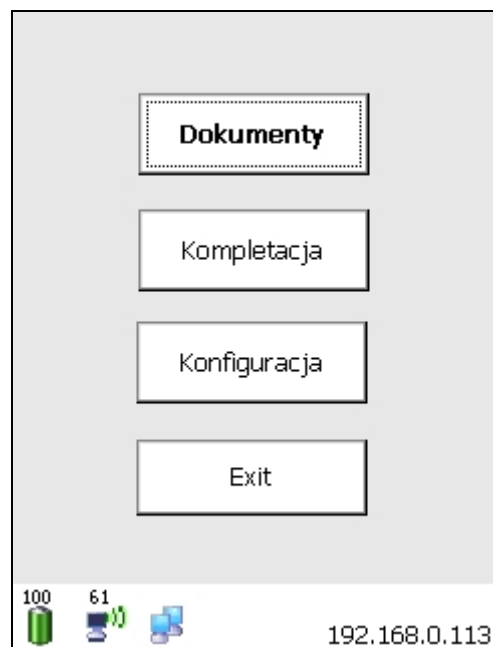 Dokumenty
Kompletacja
Konfiguracja
Exit
100 61
192.168.0.113